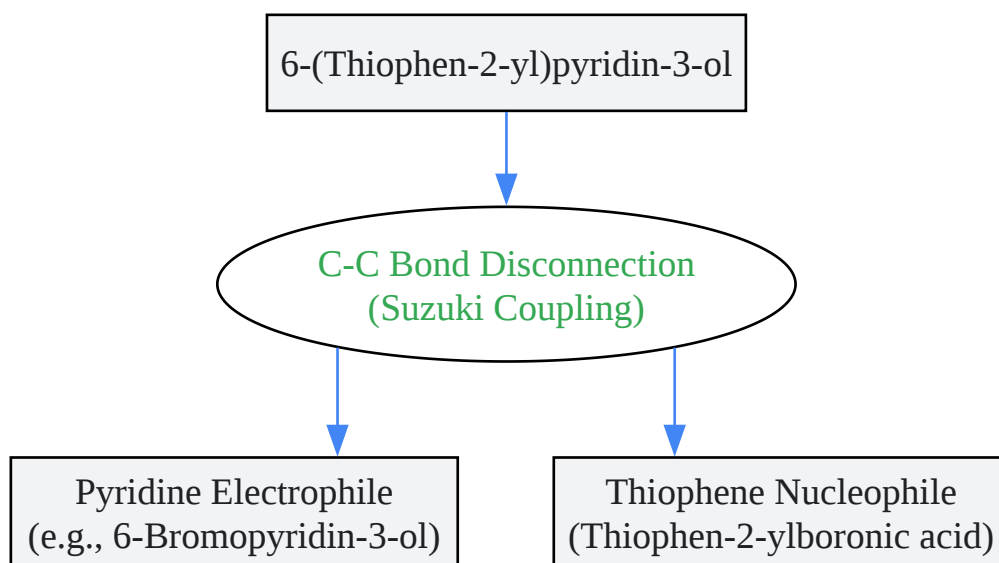 6-(Thiophen-2-yl)pyridin-3-ol
C-C Bond Disconnection
(Suzuki Coupling)
Pyridine Electrophile
(e.g., 6-Bromopyridin-3-ol)
Thiophene Nucleophile
(Thiophen-2-ylboronic acid)